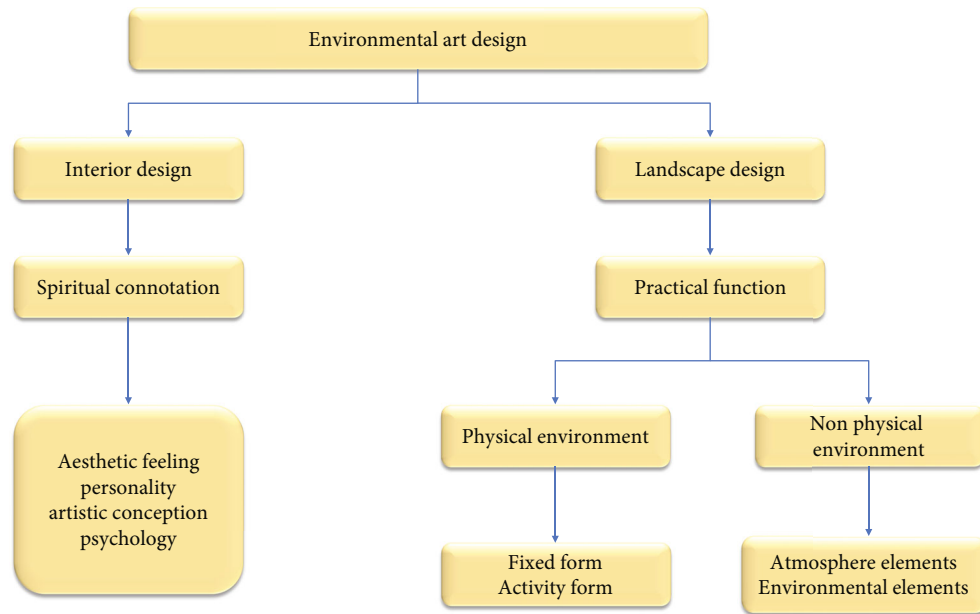 Environmental art design
Interior design
Landscape design
Spiritual connotation
Practical function
Physical environment
Non physical
environment
Aesthetic feeling
personality
artistic conception
psychology
Fixed form
Activity form
Atmosphere elements
Environmental elements